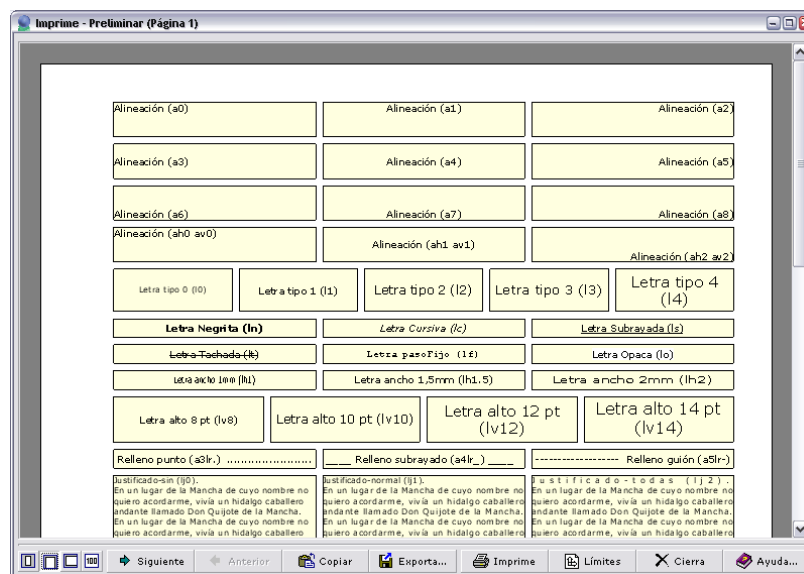 Imprime - Preliminar (Página 1)
Alineación (a0) Alineación (a1) Alineación (a2)
Alineación (a3) Alineación (a4) Alineación (a5)
Alineación (a6) Alineación (a7) Alineación (a8)
Alineación (ah0 av0) Alineación (ah1 av1) Alineación (ah2 av2)
Letra tipo 0 (l0) Letra tipo 1 (l1) Letra tipo 2 (l2) Letra tipo 3 (l3) Letra tipo 4 (l4)
Letra Negrita (ln) Letra Cursiva (lc) Letra Subrayada (ls)
Letra Tachada (lt) Letra pasoFijo (lf) Letra Opaca (lo)
Letra ancho 1mm (lh1) Letra ancho 1,5mm (lh1.5) Letra ancho 2mm (lh2)
Letra alto 8 pt (lv8) Letra alto 10 pt (lv10) Letra alto 12 pt (lv12) Letra alto 14 pt (lv14)
Relleno punto (a3lr.) ....................... ____ Relleno subrayado (a4lr_) ____ ------------------- Relleno guión (a5lr-)
Justificado-sin (lj0).
En un lugar de la Mancha de cuyo nombre no
quiero acordarme, vivía un hidalgo caballero
andante llamado Don Quijote de la Mancha.
En un lugar de la Mancha de cuyo nombre no
quiero acordarme, vivía un hidalgo caballero
Justificado-normal (lj1).
En un lugar de la Mancha de cuyo nombre no
quiero acordarme, vivía un hidalgo caballero
andante llamado Don Quijote de la Mancha.
En un lugar de la Mancha de cuyo nombre no
quiero acordarme, vivía un hidalgo caballero
Justificado-todas (lj2).
En un lugar de la Mancha de cuyo nombre no
quiero acordarme, vivía un hidalgo caballero
andante llamado Don Quijote de la Mancha.
En un lugar de la Mancha de cuyo nombre no
quiero acordarme, vivía un hidalgo caballero
100 Siguiente Anterior Copiar Exporta... Imprime Límites Cierra Ayuda...